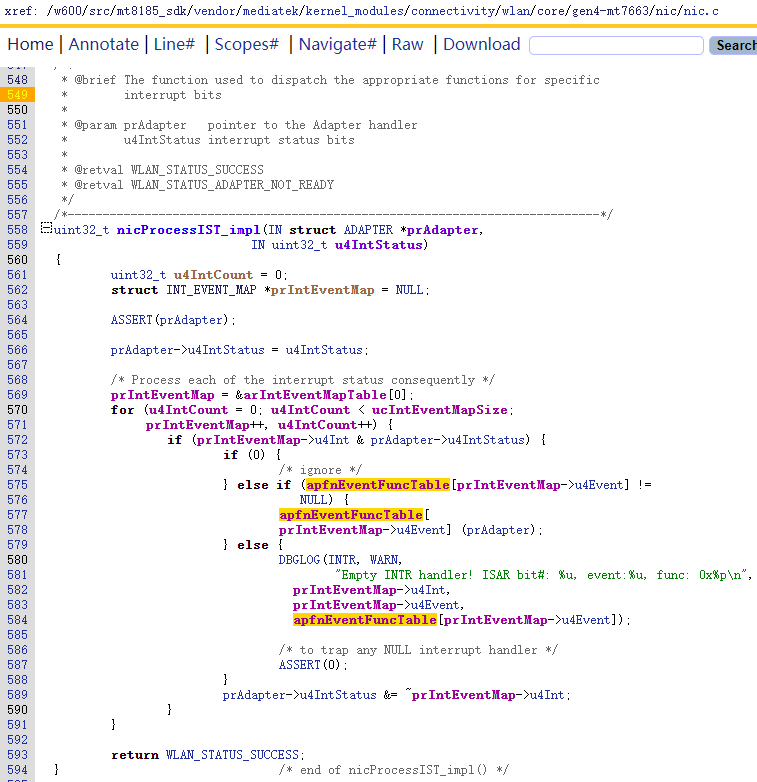 xref: /w600/src/mt8185_sdk/vendor/mediatek/kernel_modules/connectivity/wlan/core/gen4-mt7663/nic/nic.c
Home | Annotate | Line# | Scopes# | Navigate# | Raw | Download Search
548 * @brief The function used to dispatch the appropriate functions for specific
549 *        interrupt bits
550 *
551 * @param prAdapter   pointer to the Adapter handler
552 *        u4IntStatus interrupt status bits
553 *
554 * @retval WLAN_STATUS_SUCCESS
555 * @retval WLAN_STATUS_ADAPTER_NOT_READY
556 */
557 /*----------------------------------------------------------------------------*/
558 uint32_t nicProcessIST_impl(IN struct ADAPTER *prAdapter,
559                             IN uint32_t u4IntStatus)
560 {
561         uint32_t u4IntCount = 0;
562         struct INT_EVENT_MAP *prIntEventMap = NULL;
563
564         ASSERT(prAdapter);
565
566         prAdapter->u4IntStatus = u4IntStatus;
567
568         /* Process each of the interrupt status consequently */
569         prIntEventMap = &arIntEventMapTable[0];
570         for (u4IntCount = 0; u4IntCount < ucIntEventMapSize;
571              prIntEventMap++, u4IntCount++) {
572                 if (prIntEventMap->u4Int & prAdapter->u4IntStatus) {
573                         if (0) {
574                                 /* ignore */
575                         } else if (apfnEventFuncTable[prIntEventMap->u4Event] !=
576                                    NULL) {
577                                 apfnEventFuncTable[
578                                 prIntEventMap->u4Event] (prAdapter);
579                         } else {
580                                 DBGLOG(INTR, WARN,
581                                        "Empty INTR handler! ISAR bit#: %u, event:%u, func: 0x%p\n",
582                                   prIntEventMap->u4Int,
583                                   prIntEventMap->u4Event,
584                                   apfnEventFuncTable[prIntEventMap->u4Event]);
585
586                                 /* to trap any NULL interrupt handler */
587                                 ASSERT(0);
588                         }
589                         prAdapter->u4IntStatus &= ~prIntEventMap->u4Int;
590                 }
591         }
592
593         return WLAN_STATUS_SUCCESS;
594 }                               /* end of nicProcessIST_impl() */